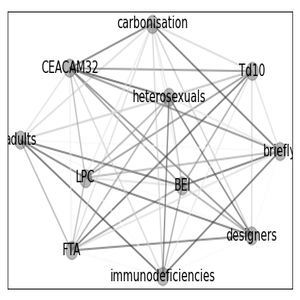 carbonisation
CEACAM32
Td10
heterosexuals
adults
briefly
LPC
BEI
designers
FTA
immunodeficiencies